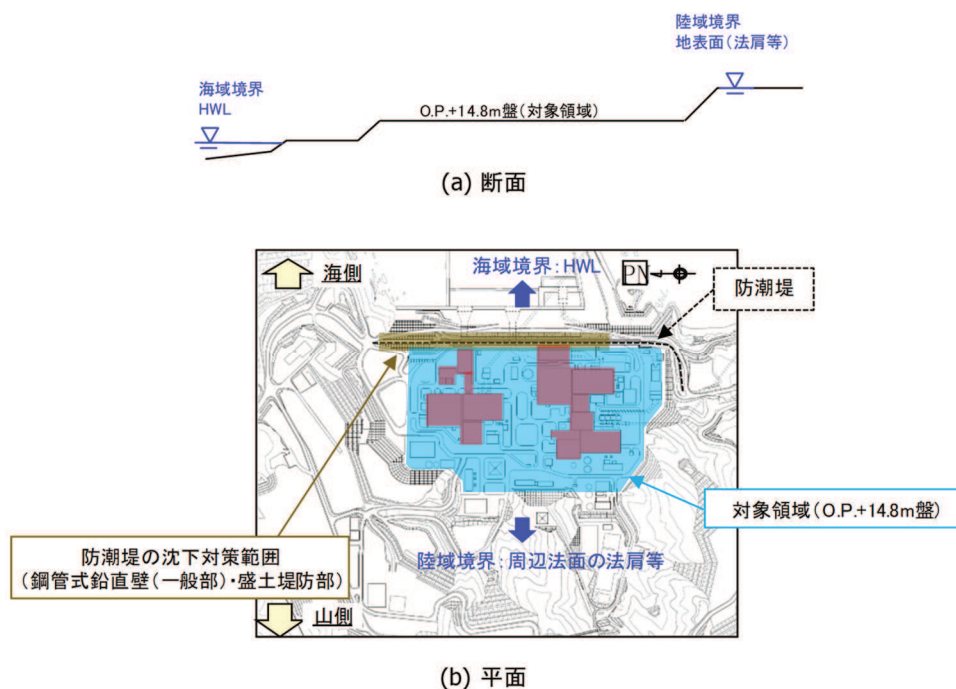 陸域境界
地表面(法肩等)
海域境界
HWL
O.P.+14.8m盤(対象領域)
(a) 断面
海側
海域境界:HWL
PN
防潮堤
対象領域(O.P.+14.8m盤)
防潮堤の沈下対策範囲
(鋼管式鉛直壁(一般部)・盛土堤防部)
陸域境界:周辺法面の法肩等
山側
(b) 平面